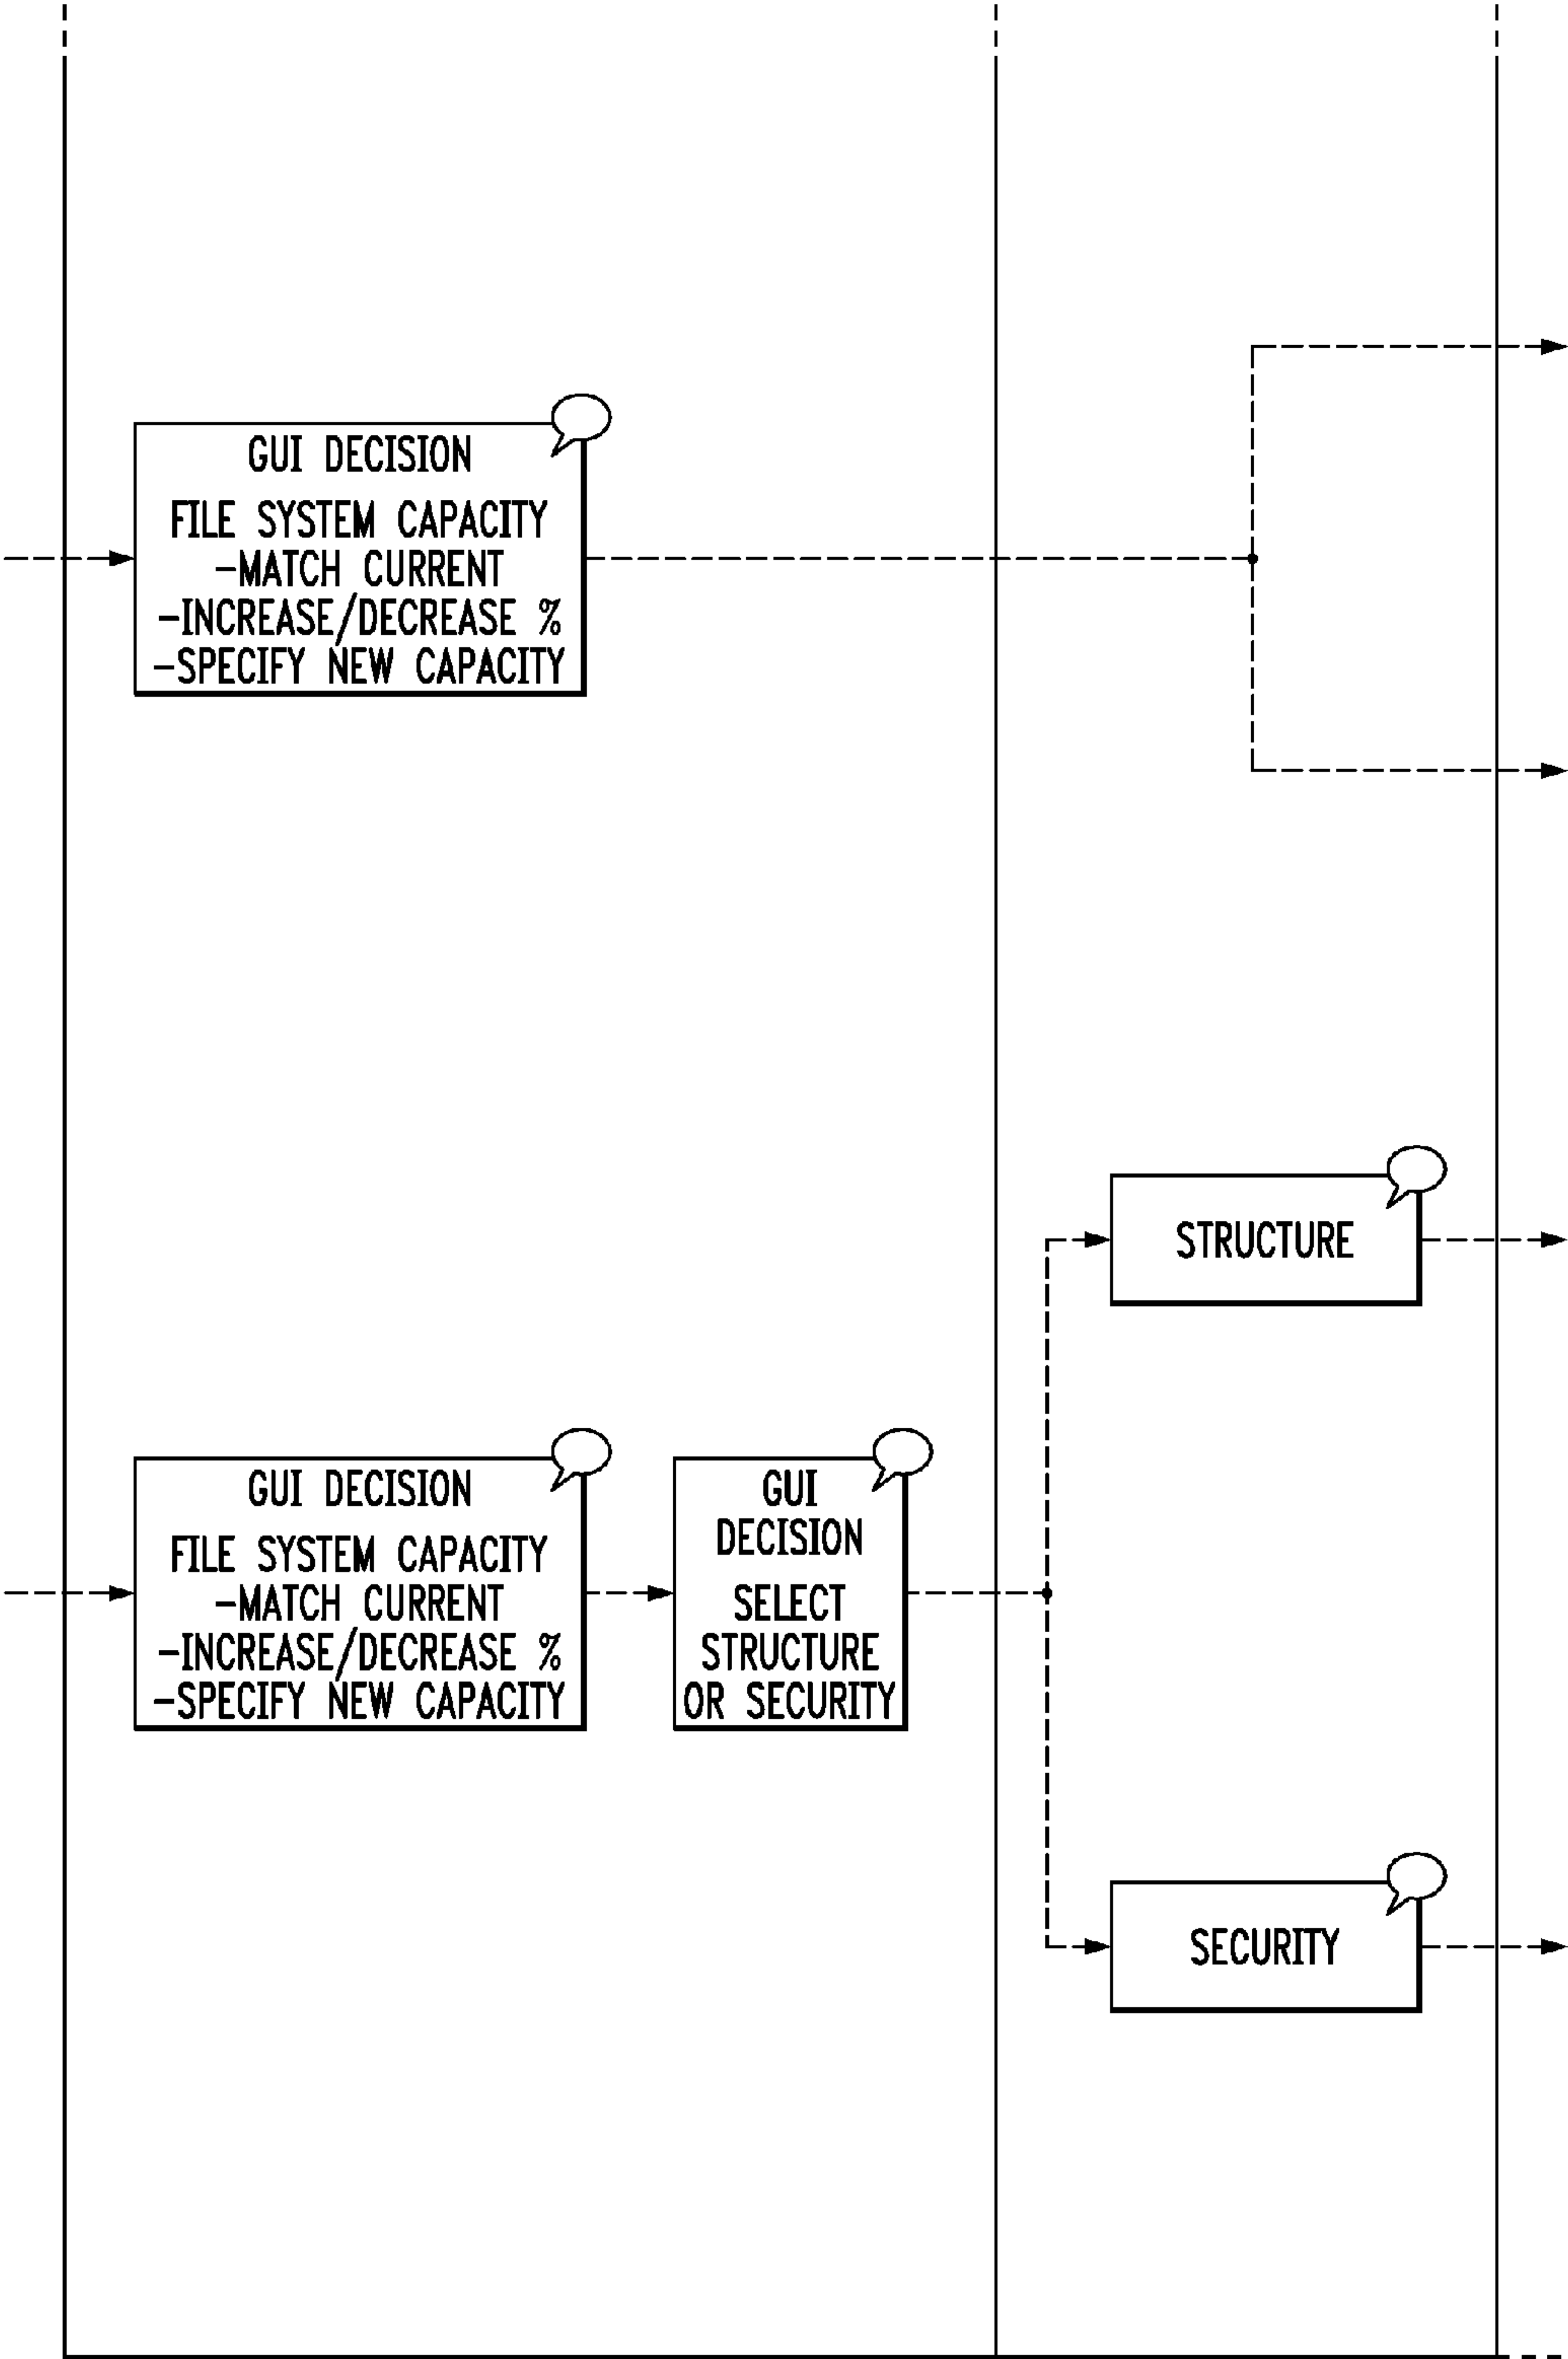 GUI DECISION
FILE SYSTEM CAPACITY
-MATCH CURRENT
-INCREASE/DECREASE %
-SPECIFY NEW CAPACITY
STRUCTURE
GUI DECISION
FILE SYSTEM CAPACITY
-MATCH CURRENT
-INCREASE/DECREASE %
-SPECIFY NEW CAPACITY
GUI
DECISION
SELECT
STRUCTURE
OR SECURITY
SECURITY